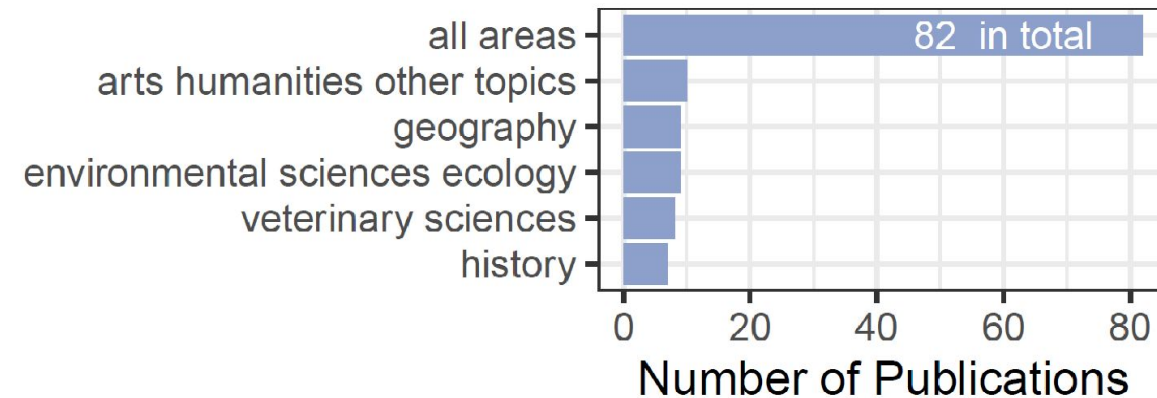 all areas
82 in total
arts humanities other topics
geography
environmental sciences ecology
veterinary sciences
history
0 20 40 60 80
Number of Publications